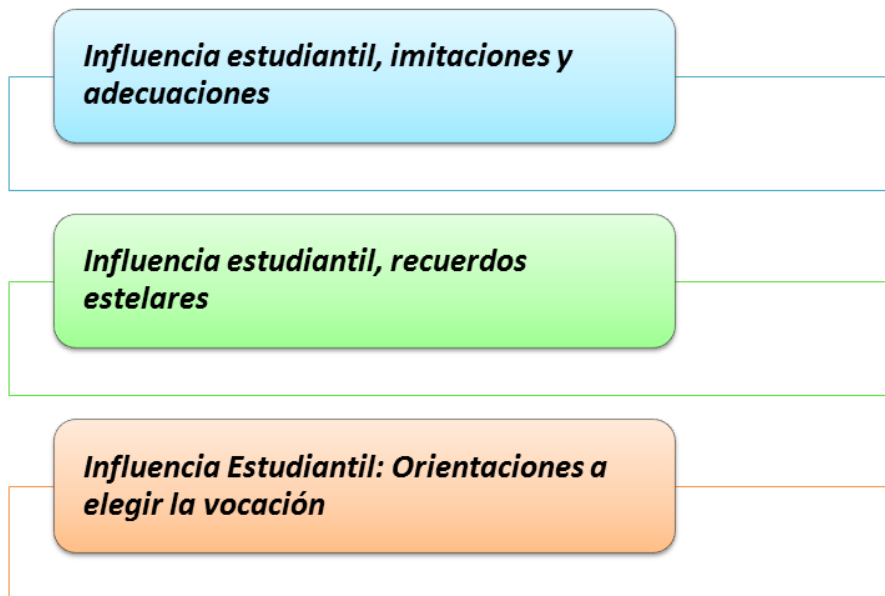 Influencia estudiantil, imitaciones y
adecuaciones
Influencia estudiantil, recuerdos
estelares
Influencia Estudiantil: Orientaciones a
elegir la vocación